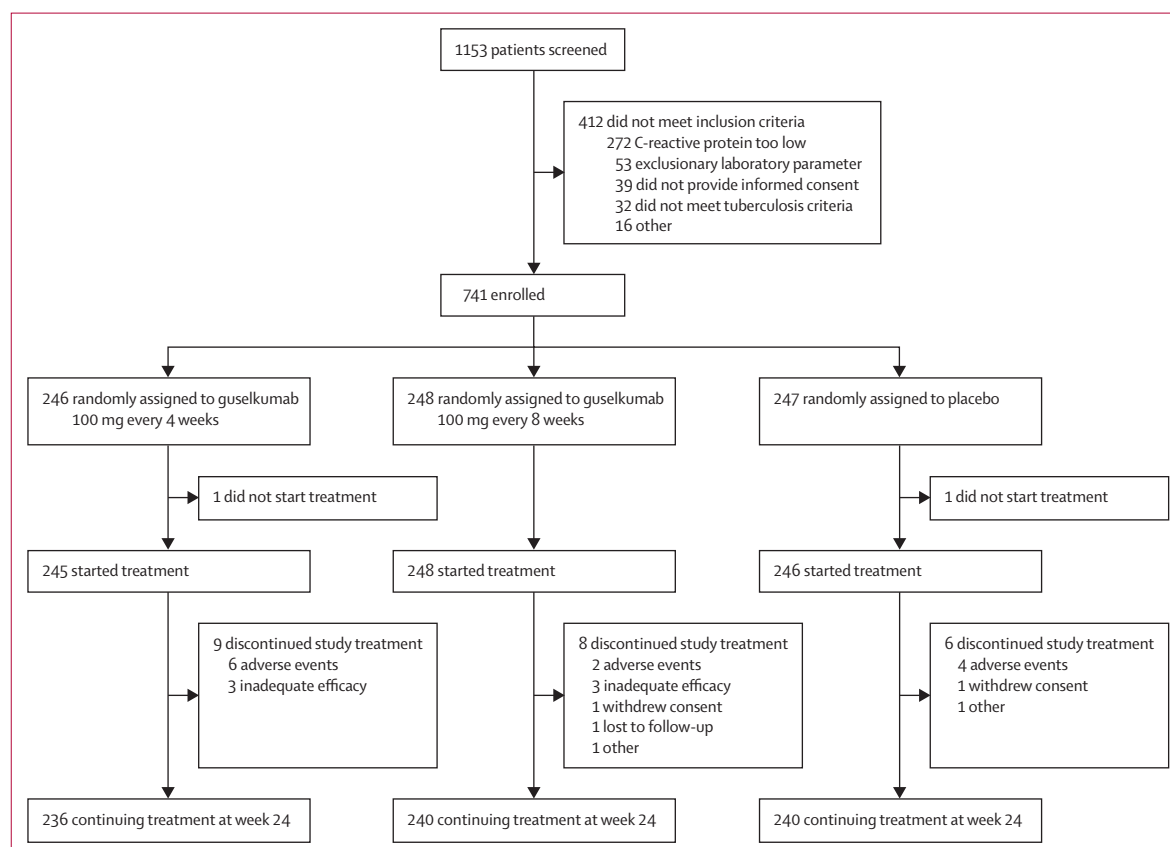 1153 patients screened
412 did not meet inclusion criteria
272 C-reactive protein too low
53 exclusionary laboratory parameter
39 did not provide informed consent
32 did not meet tuberculosis criteria
16 other
741 enrolled
246 randomly assigned to guselkumab
100 mg every 4 weeks
248 randomly assigned to guselkumab
100 mg every 8 weeks
247 randomly assigned to placebo
1 did not start treatment
1 did not start treatment
245 started treatment
248 started treatment
246 started treatment
9 discontinued study treatment
6 adverse events
3 inadequate efficacy
8 discontinued study treatment
2 adverse events
3 inadequate efficacy
1 withdrew consent
1 lost to follow-up
1 other
6 discontinued study treatment
4 adverse events
1 withdrew consent
1 other
236 continuing treatment at week 24
240 continuing treatment at week 24
240 continuing treatment at week 24